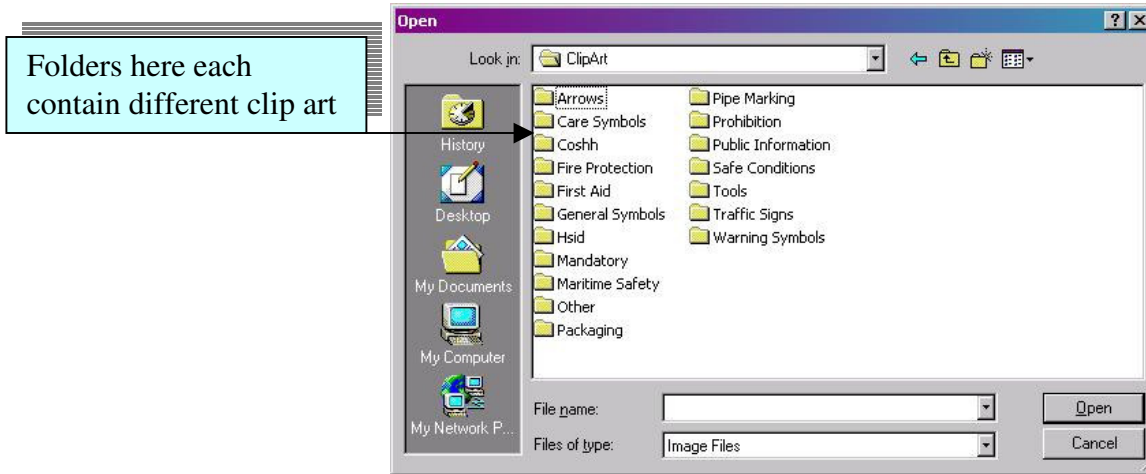 Folders here each
contain different clip art
Open
Look in:
ClipArt
History
Desktop
My Documents
My Computer
My Network P...
Arrows
Care Symbols
Coshh
Fire Protection
First Aid
General Symbols
Hsid
Mandatory
Maritime Safety
Other
Packaging
Pipe Marking
Prohibition
Public Information
Safe Conditions
Tools
Traffic Signs
Warning Symbols
File name:
Open
Files of type:
Image Files
Cancel